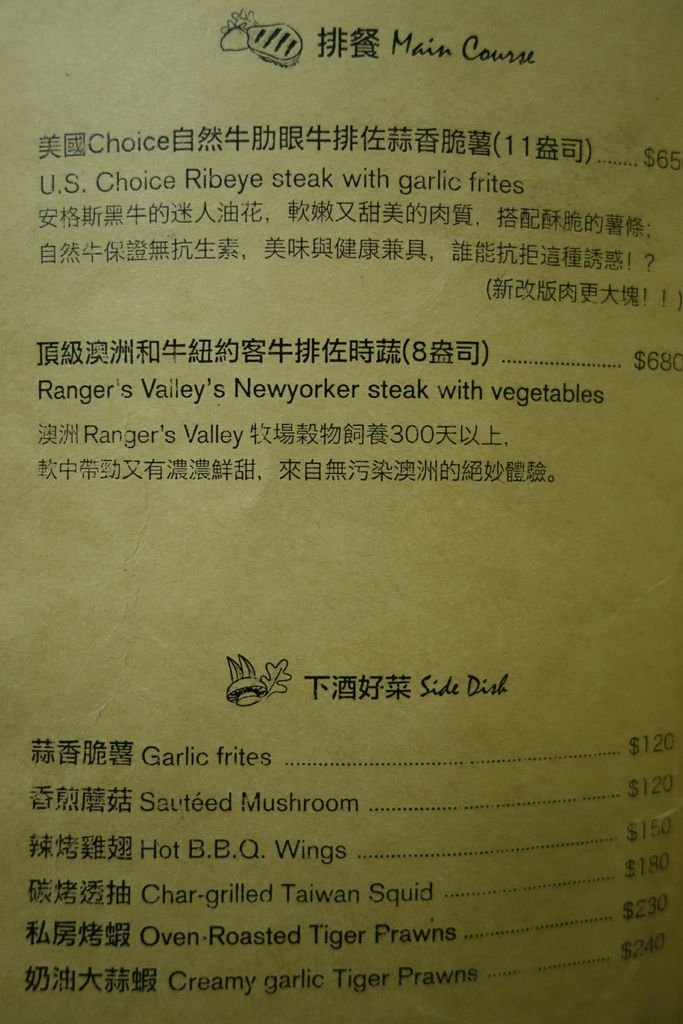 排餐 Main Course
美國Choice自然牛肋眼牛排佐蒜香脆薯(11盎司)........ $65
U.S. Choice Ribeye steak with garlic frites
安格斯黑牛的迷人油花，軟嫩又甜美的肉質，搭配酥脆的薯條；
自然牛保證無抗生素，美味與健康兼具，誰能抗拒這種誘惑！？
(新改版肉更大塊！！)
頂級澳洲和牛紐約客牛排佐時蔬(8盎司) ........................ $680
Ranger's Valley's Newyorker steak with vegetables
澳洲Ranger's Valley 牧場穀物飼養300天以上，
軟中帶勁又有濃濃鮮甜，來自無污染澳洲的絕妙體驗。
下酒好菜 Side Dish
蒜香脆薯 Garlic frites ........................ $120
香煎蘑菇 Sautéed Mushroom ........................ $120
辣烤雞翅 Hot B.B.Q. Wings ........................ $150
碳烤透抽 Char-grilled Taiwan Squid ........................ $180
私房烤蝦 Oven-Roasted Tiger Prawns ........................ $230
奶油大蒜蝦 Creamy garlic Tiger Prawns ........................ $240